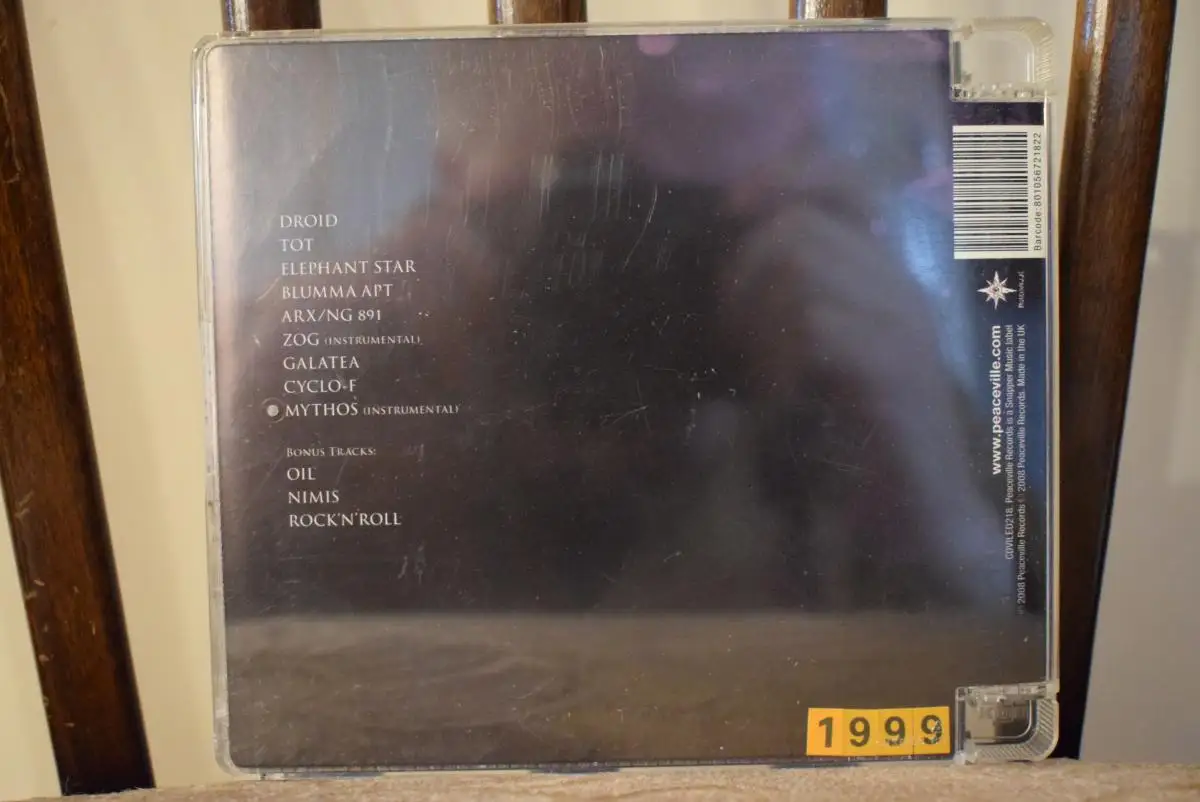 DROID
TOT
ELEPHANT STAR
BLUMMA APT
ARX/NG 891
ZOG (INSTRUMENTAL)
GALATEA
CYCLO-F
MYTHOS (INSTRUMENTAL)
BONUS TRACKS:
OIL
NIMIS
ROCK'N'ROLL
Barcode: 801056721822
www.peaceville.com
CDVILED218. Peaceville Records is a Snapper Music label
℗ 2008 Peaceville Records © 2008 Peaceville Records. Made in the UK
1999